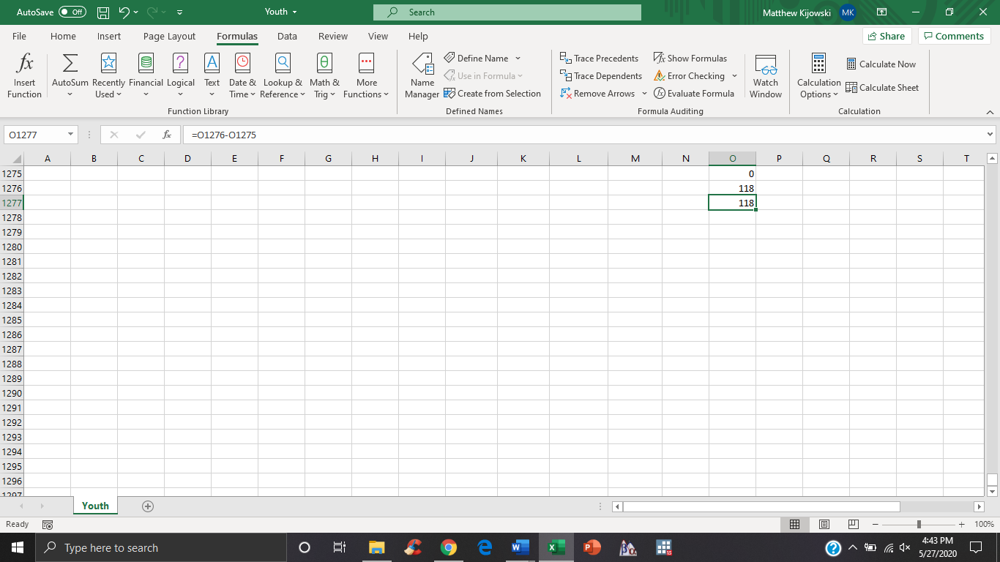 AutoSave Off Youth Search Matthew Kijowski MK
File Home Insert Page Layout Formulas Data Review View Help Share Comments
fx Insert Function
AutoSum Recently Used Financial Logical Text Date & Time Lookup & Reference Math & Trig More Functions
Function Library
Name Manager
Define Name
Use in Formula
Create from Selection
Defined Names
Trace Precedents Show Formulas
Trace Dependents Error Checking
Remove Arrows Evaluate Formula
Watch Window
Formula Auditing
Calculation Options
Calculate Now
Calculate Sheet
Calculation
O1277 fx =O1276-O1275
A B C D E F G H I J K L M N O P Q R S T
1275 0
1276 118
1277 118
1278
1279
1280
1281
1282
1283
1284
1285
1286
1287
1288
1289
1290
1291
1292
1293
1294
1295
1296
1297
Youth
Ready 100%
Type here to search 4:43 PM
5/27/2020